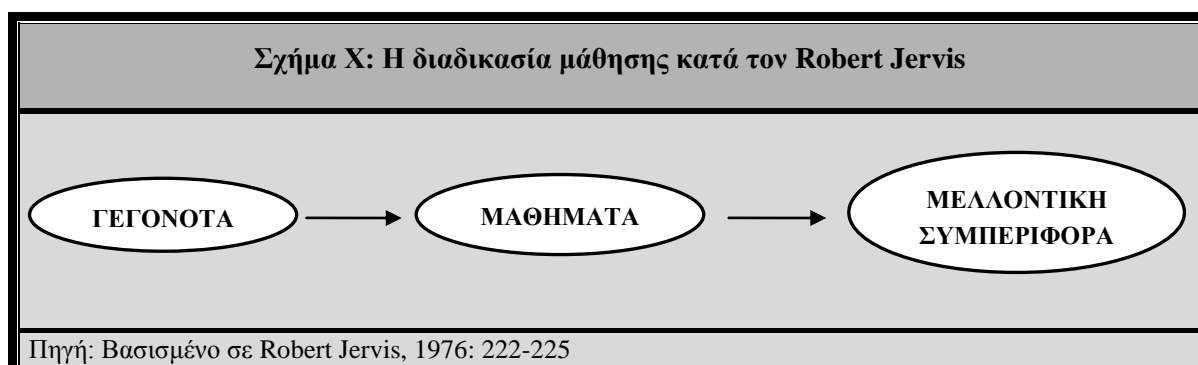 Σχήμα Χ: Η διαδικασία μάθησης κατά τον Robert Jervis
ΓΕΓΟΝΟΤΑ
ΜΑΘΗΜΑΤΑ
ΜΕΛΛΟΝΤΙΚΗ
ΣΥΜΠΕΡΙΦΟΡΑ
Πηγή: Βασισμένο σε Robert Jervis, 1976: 222-225